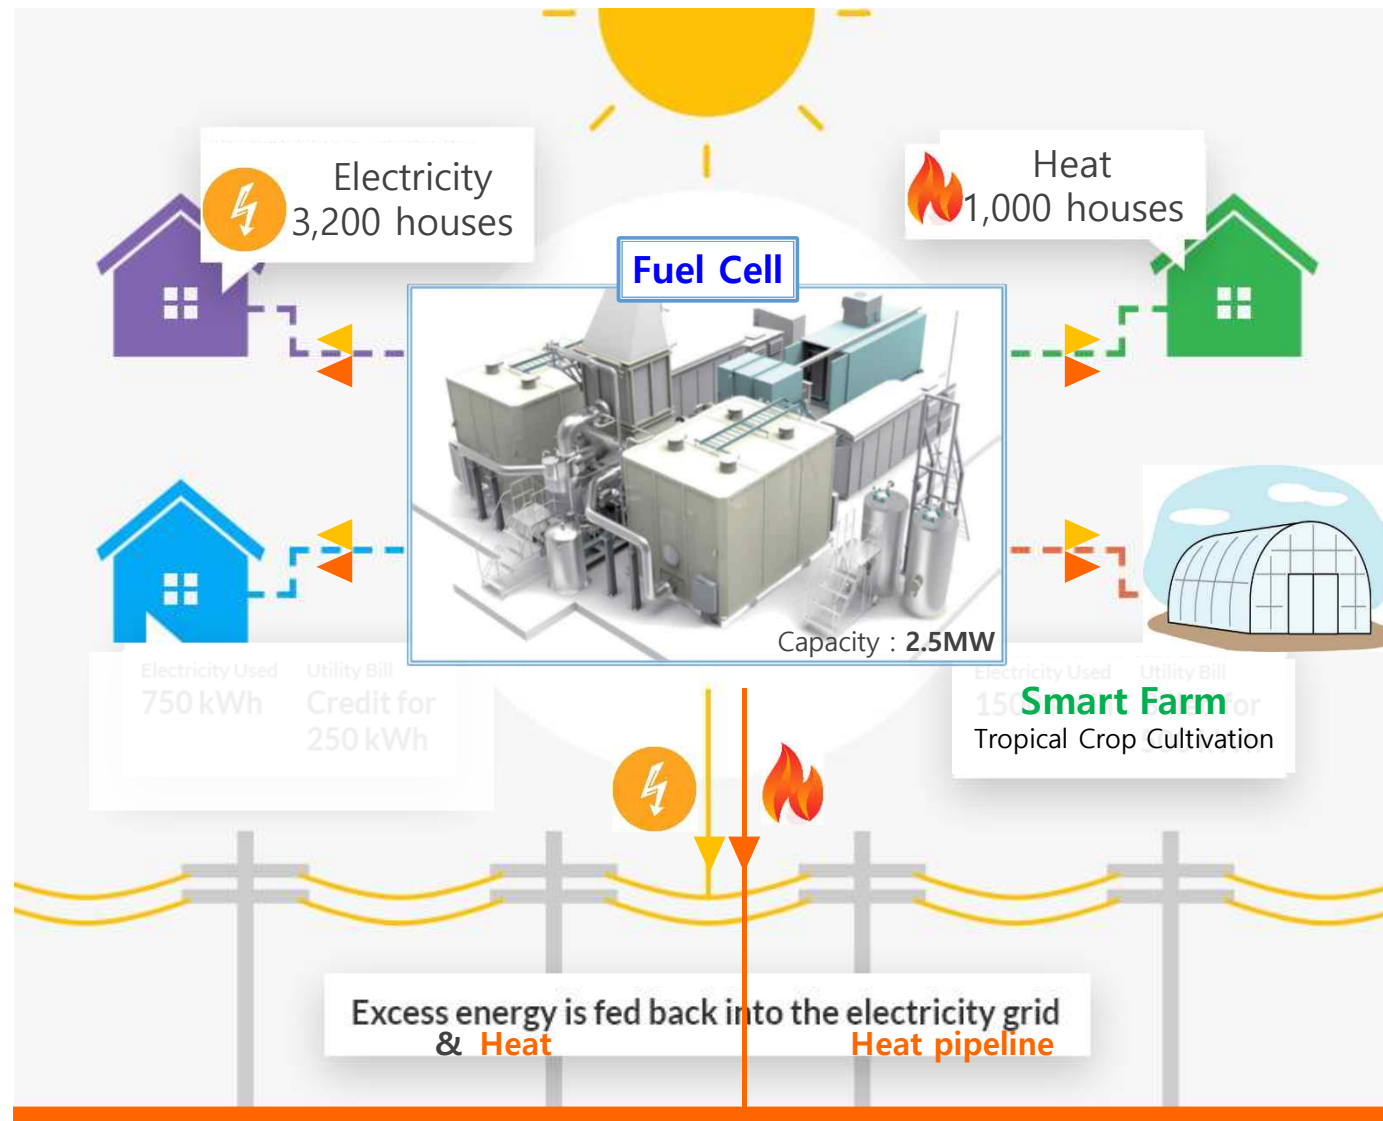 Electricity
3,200 houses
Heat
1,000 houses
Fuel Cell
Capacity : 2.5MW
Electricity Used
Utility Bill
750 kWh
Credit for
250 kWh
Electricity Used
Utility Bill
Smart Farm
Tropical Crop Cultivation
Excess energy is fed back into the electricity grid
& Heat
Heat pipeline